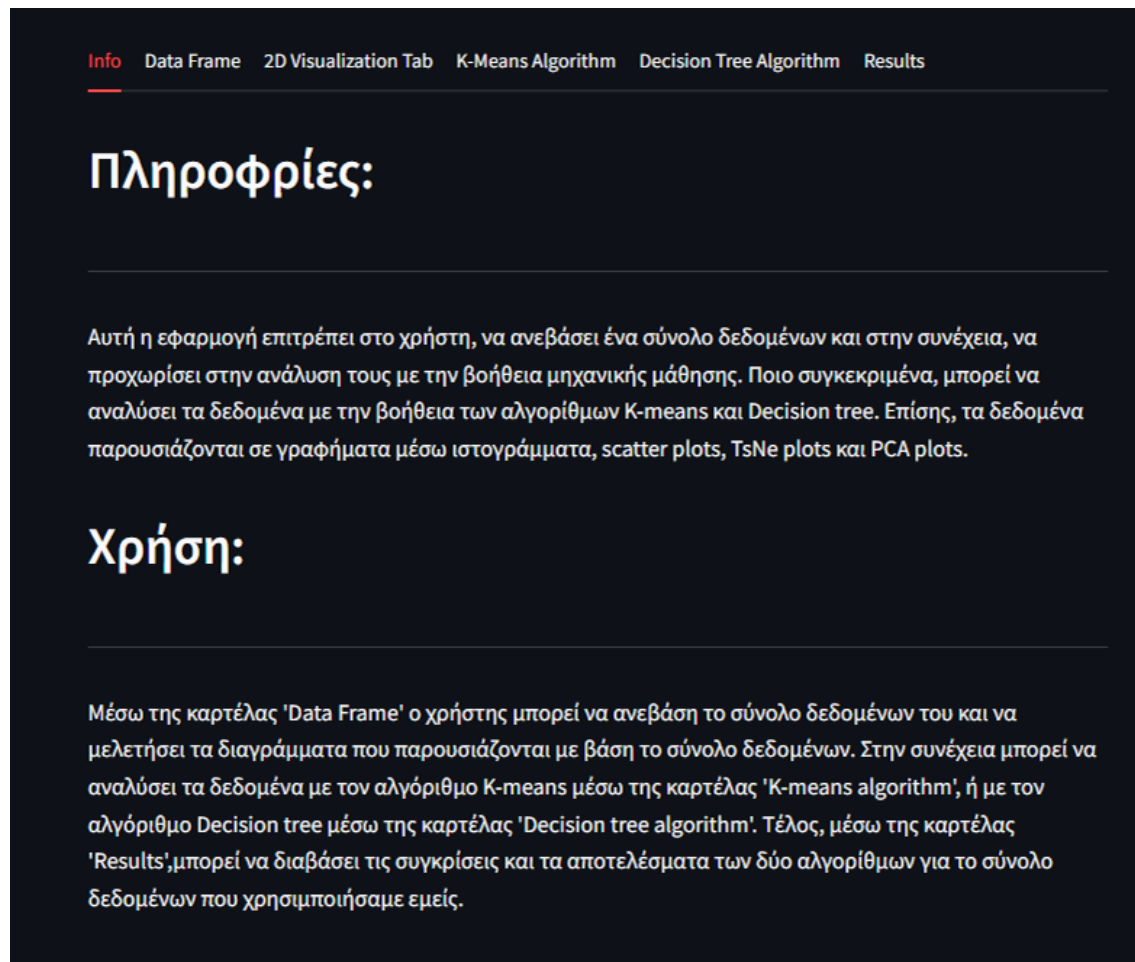 Info Data Frame 2D Visualization Tab K-Means Algorithm Decision Tree Algorithm Results
Πληροφρίες:
Αυτή η εφαρμογή επιτρέπει στο χρήστη, να ανεβάσει ένα σύνολο δεδομένων και στην συνέχεια, να
προχωρίσει στην ανάλυση τους με την βοήθεια μηχανικής μάθησης. Ποιο συγκεκριμένα, μπορεί να
αναλύσει τα δεδομένα με την βοήθεια των αλγορίθμων K-means και Decision tree. Επίσης, τα δεδομένα
παρουσιάζονται σε γραφήματα μέσω ιστογράμματα, scatter plots, TsNe plots και PCA plots.
Χρήση:
Μέσω της καρτέλας 'Data Frame' ο χρήστης μπορεί να ανεβάση το σύνολο δεδομένων του και να
μελετήσει τα διαγράμματα που παρουσιάζονται με βάση το σύνολο δεδομένων. Στην συνέχεια μπορεί να
αναλύσει τα δεδομένα με τον αλγόριθμο K-means μέσω της καρτέλας 'K-means algorithm', ή με τον
αλγόριθμο Decision tree μέσω της καρτέλας 'Decision tree algorithm'. Τέλος, μέσω της καρτέλας
'Results',μπορεί να διαβάσει τις συγκρίσεις και τα αποτελέσματα των δύο αλγορίθμων για το σύνολο
δεδομένων που χρησιμποιήσαμε εμείς.